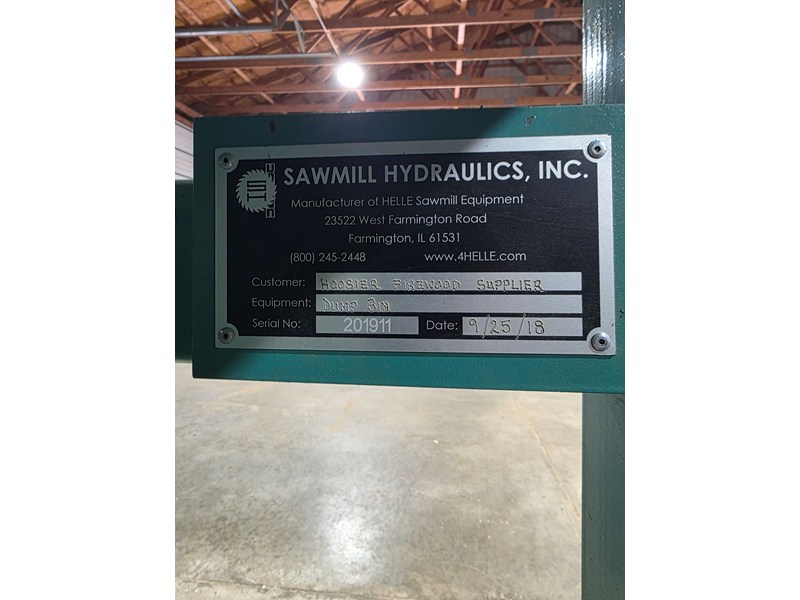 HELLE
SAWMILL HYDRAULICS, INC.
Manufacturer of HELLE Sawmill Equipment
23522 West Farmington Road
Farmington, IL 61531
(800) 245-2448 www.4HELLE.com
Customer: HOOSIER FIREWOOD SUPPLIER
Equipment: DUMP BIN
Serial No: 201911 Date: 9/25/18